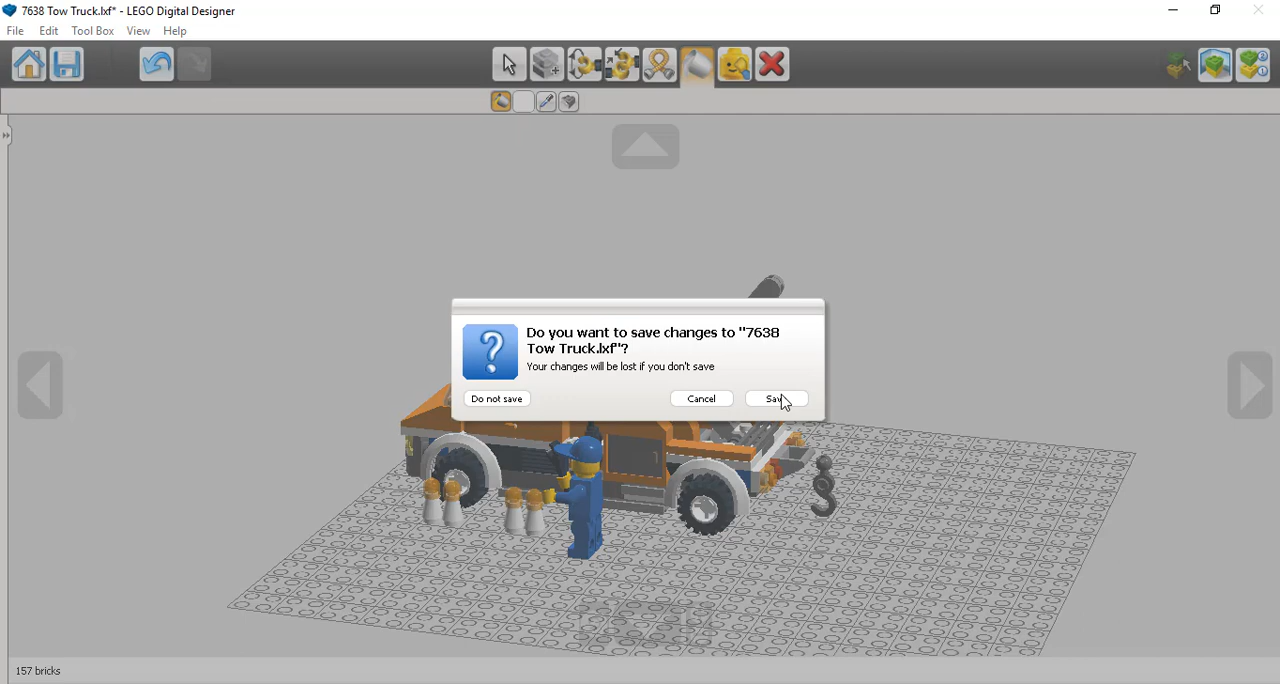 7638 Tow Truck.lxf* - LEGO Digital Designer
File Edit Tool Box View Help
Do you want to save changes to "7638
Tow Truck.lxf"?
Your changes will be lost if you don't save
Do not save Cancel
157 bricks